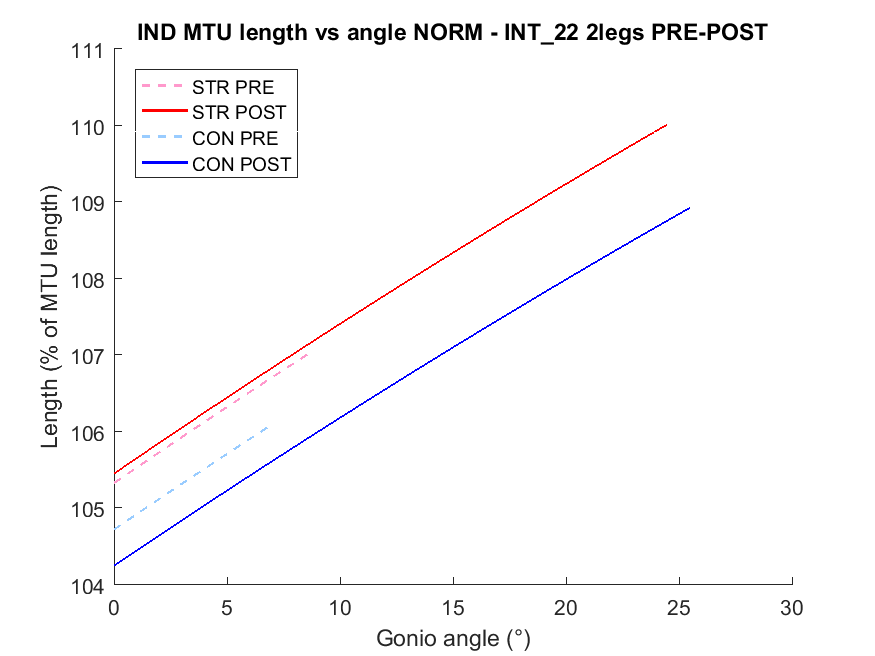 IND MTU length vs angle NORM - INT_22 2legs PRE-POST
111
110
109
108
107
106
105
104
Length (% of MTU length)
STR PRE
STR POST
CON PRE
CON POST
0
5
10
15
20
25
30
Gonio angle (°)